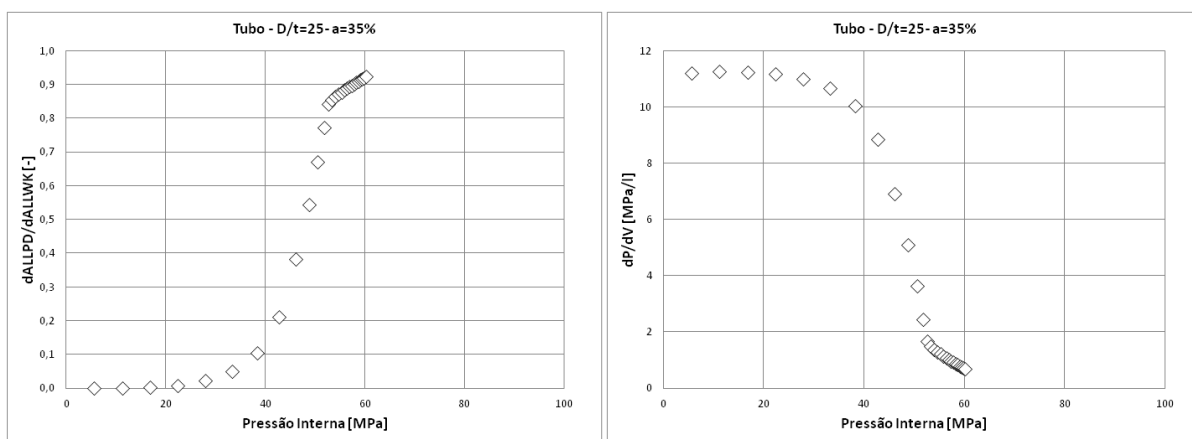 Tubo - D/t=25- a=35%
dALLPD/dALLWK [-]
1,0
0,9
0,8
0,7
0,6
0,5
0,4
0,3
0,2
0,1
0,0
0 20 40 60 80 100
Pressão Interna [MPa]
Tubo - D/t=25- a=35%
dP/dV [MPa/l]
12
10
8
6
4
2
0
0 20 40 60 80 100
Pressão Interna [MPa]